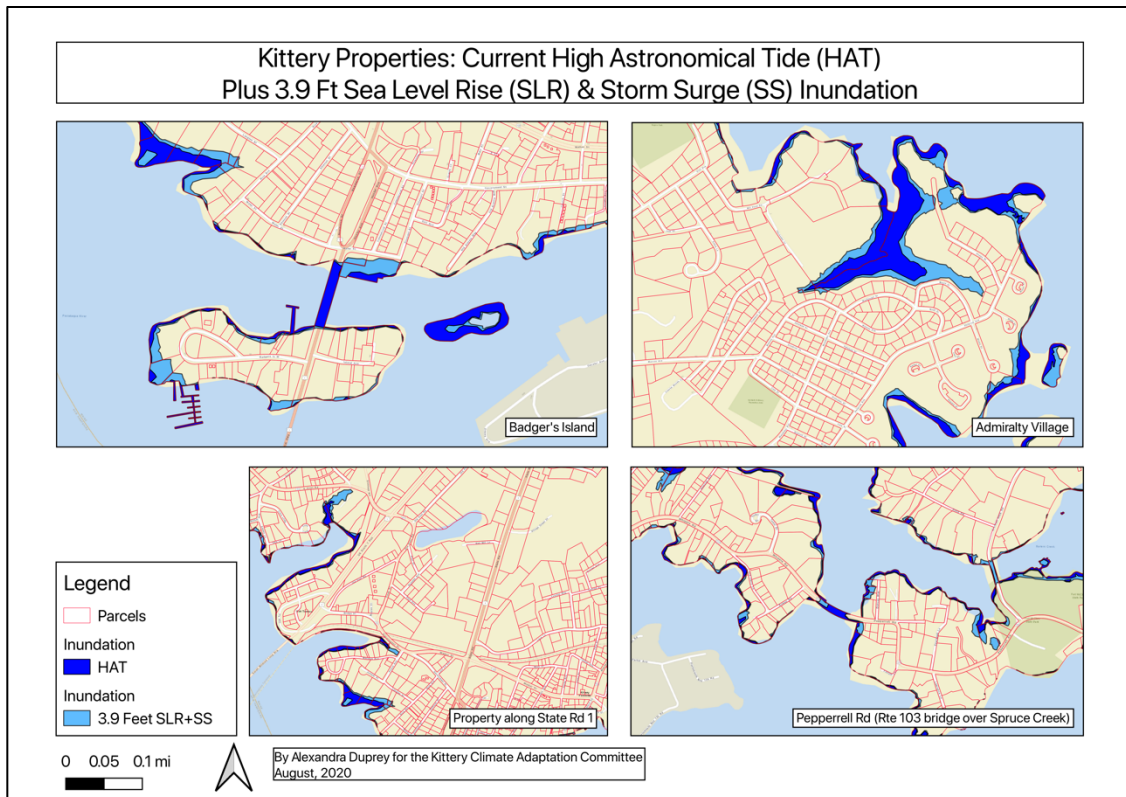 Kittery Properties: Current High Astronomical Tide (HAT)
Plus 3.9 Ft Sea Level Rise (SLR) & Storm Surge (SS) Inundation
Badger's Island
Admiralty Village
Property along State Rd 1
Pepperrell Rd (Rte 103 bridge over Spruce Creek)
Legend
Parcels
Inundation
HAT
Inundation
3.9 Feet SLR+SS
0 0.05 0.1 mi
By Alexandra Duprey for the Kittery Climate Adaptation Committee
August, 2020